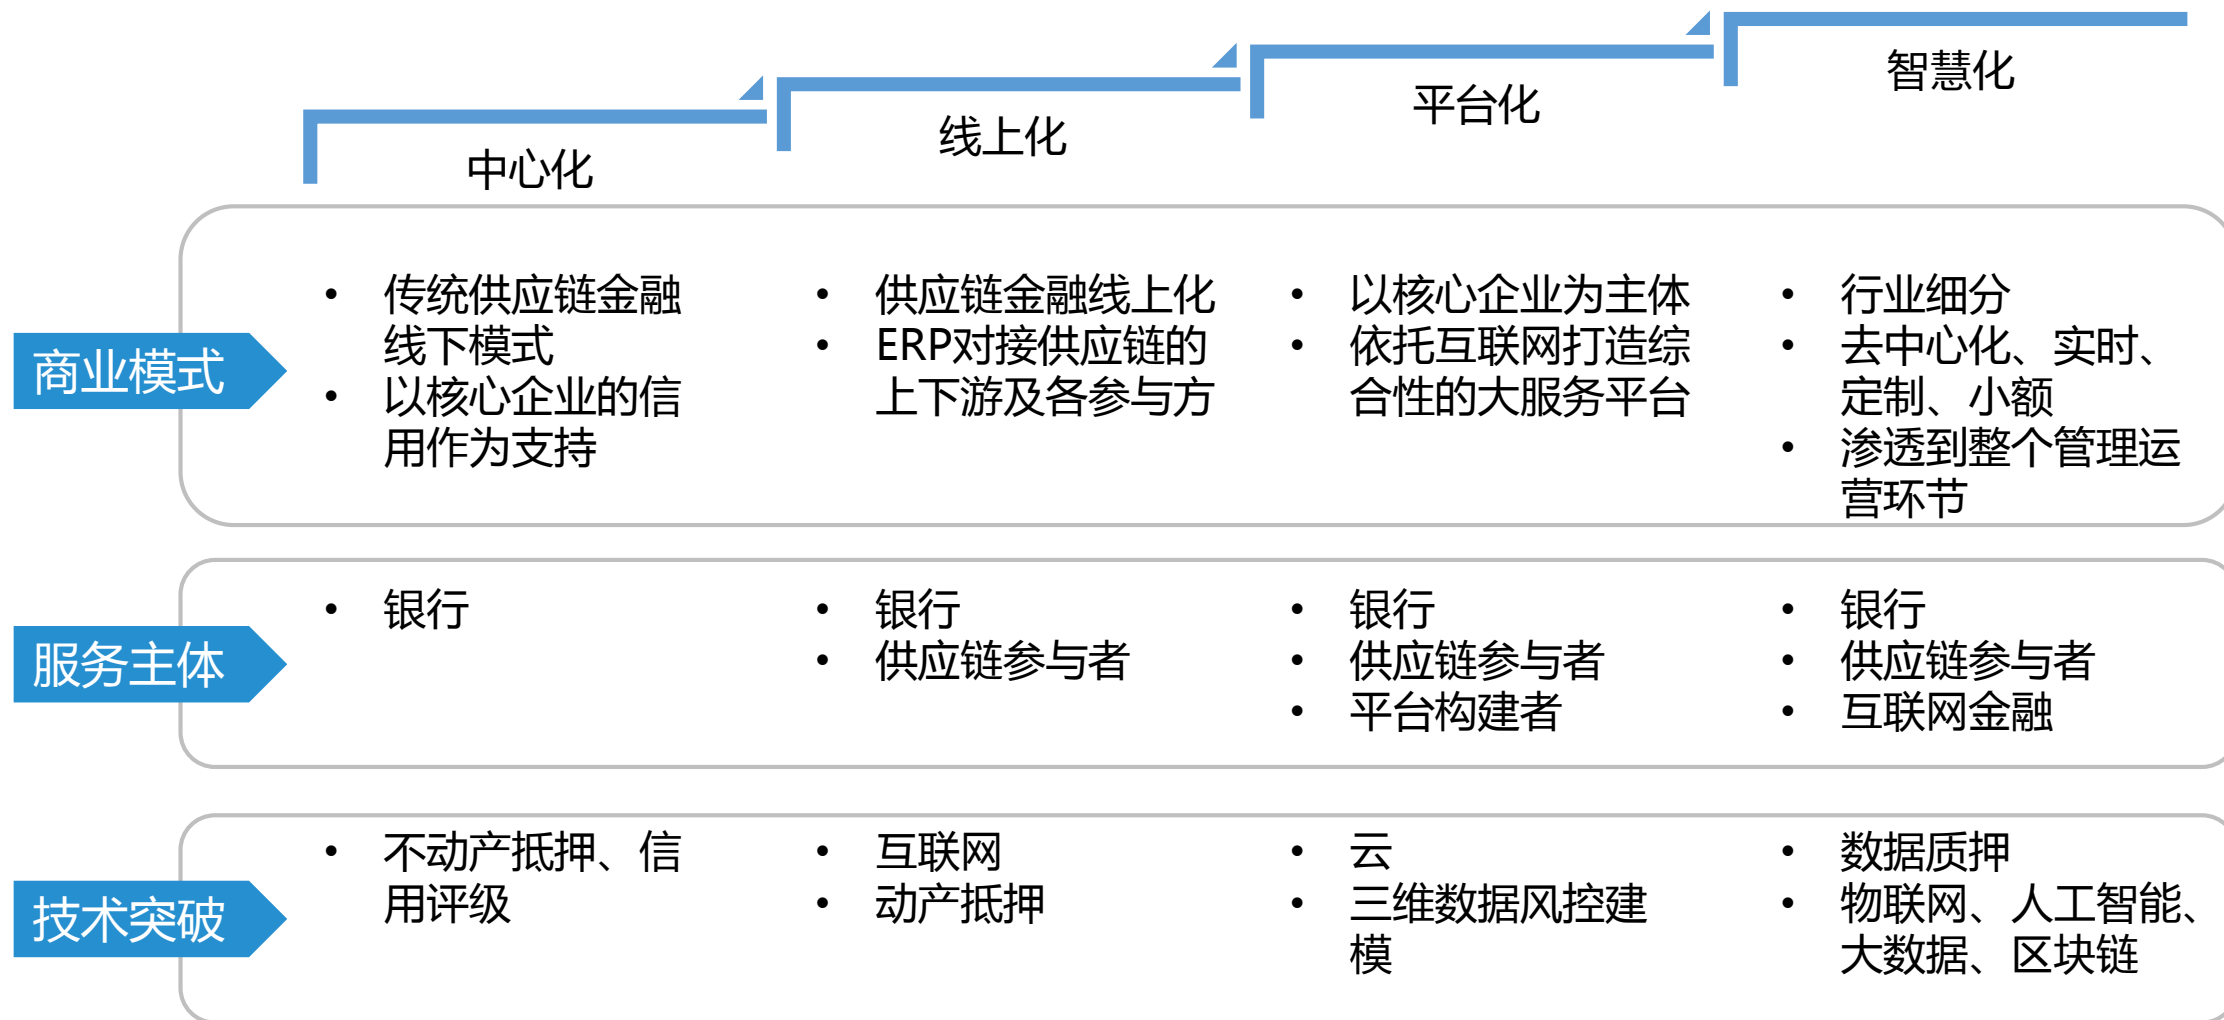 中心化
线上化
平台化
智慧化
商业模式
• 传统供应链金融
线下模式
• 以核心企业的信
用作为支持
• 供应链金融线上化
• ERP对接供应链的
上下游及各参与方
• 以核心企业为主体
• 依托互联网打造综
合性的大服务平台
• 行业细分
• 去中心化、实时、
定制、小额
• 渗透到整个管理运
营环节
服务主体
• 银行
• 银行
• 供应链参与者
• 银行
• 供应链参与者
• 平台构建者
• 银行
• 供应链参与者
• 互联网金融
技术突破
• 不动产抵押、信
用评级
• 互联网
• 动产抵押
• 云
• 三维数据风控建
模
• 数据质押
• 物联网、人工智能、
大数据、区块链